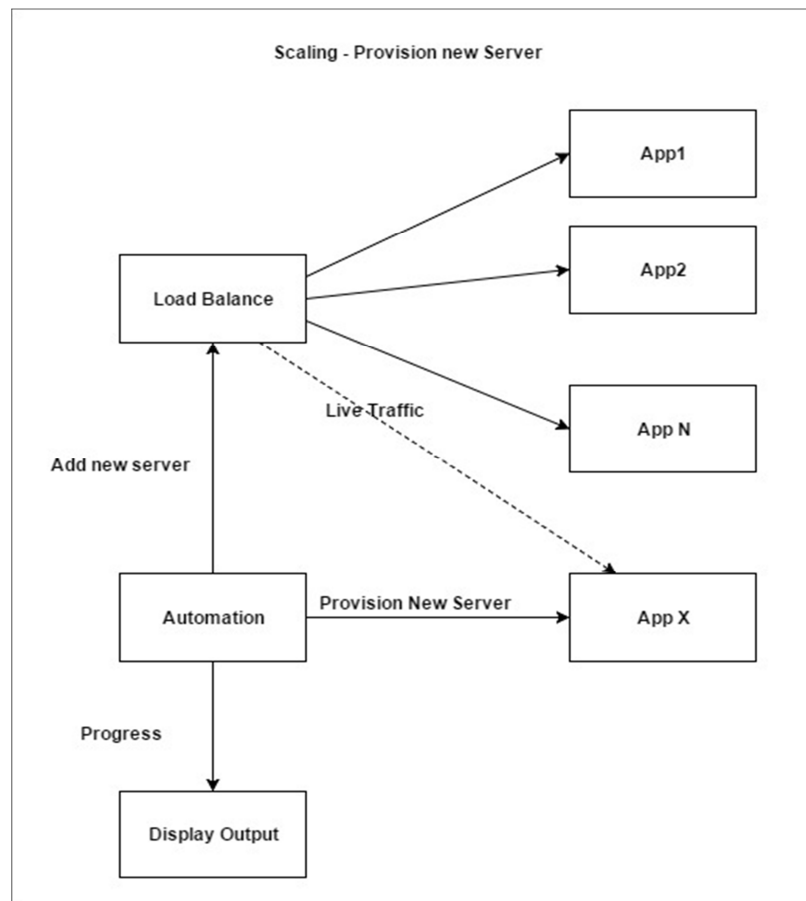 Scaling - Provision new Server
App1
App2
Load Balance
Live Traffic
App N
Add new server
Provision New Server
Automation
App X
Progress
Display Output